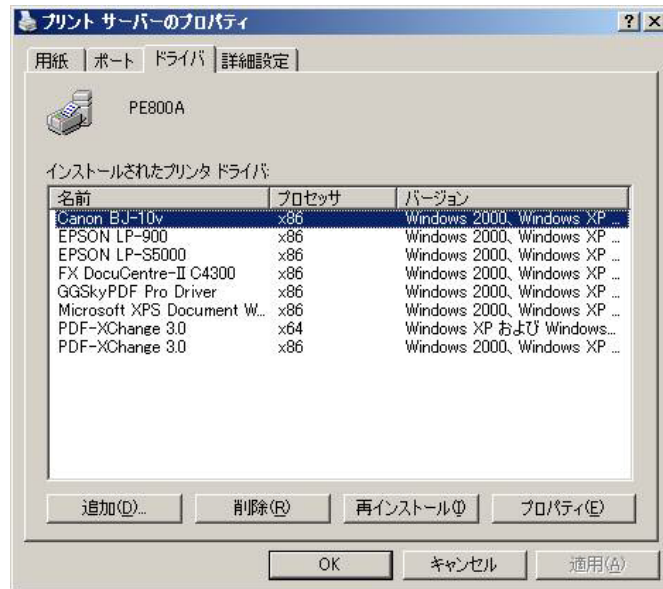 プリント サーバーのプロパティ
用紙 ポート ドライバ 詳細設定
PE800A
インストールされたプリンタ ドライバ:
名前 プロセッサ バージョン
Canon BJ-10v x86 Windows 2000、Windows XP ...
EPSON LP-900 x86 Windows 2000、Windows XP ...
EPSON LP-S5000 x86 Windows 2000、Windows XP ...
FX DocuCentre-II C4300 x86 Windows 2000、Windows XP ...
GGSkyPDF Pro Driver x86 Windows 2000、Windows XP ...
Microsoft XPS Document W... x86 Windows 2000、Windows XP ...
PDF-XChange 3.0 x64 Windows XP および Windows...
PDF-XChange 3.0 x86 Windows 2000、Windows XP ...
追加(D)... 削除(R) 再インストール(I) プロパティ(E)
OK キャンセル 適用(A)